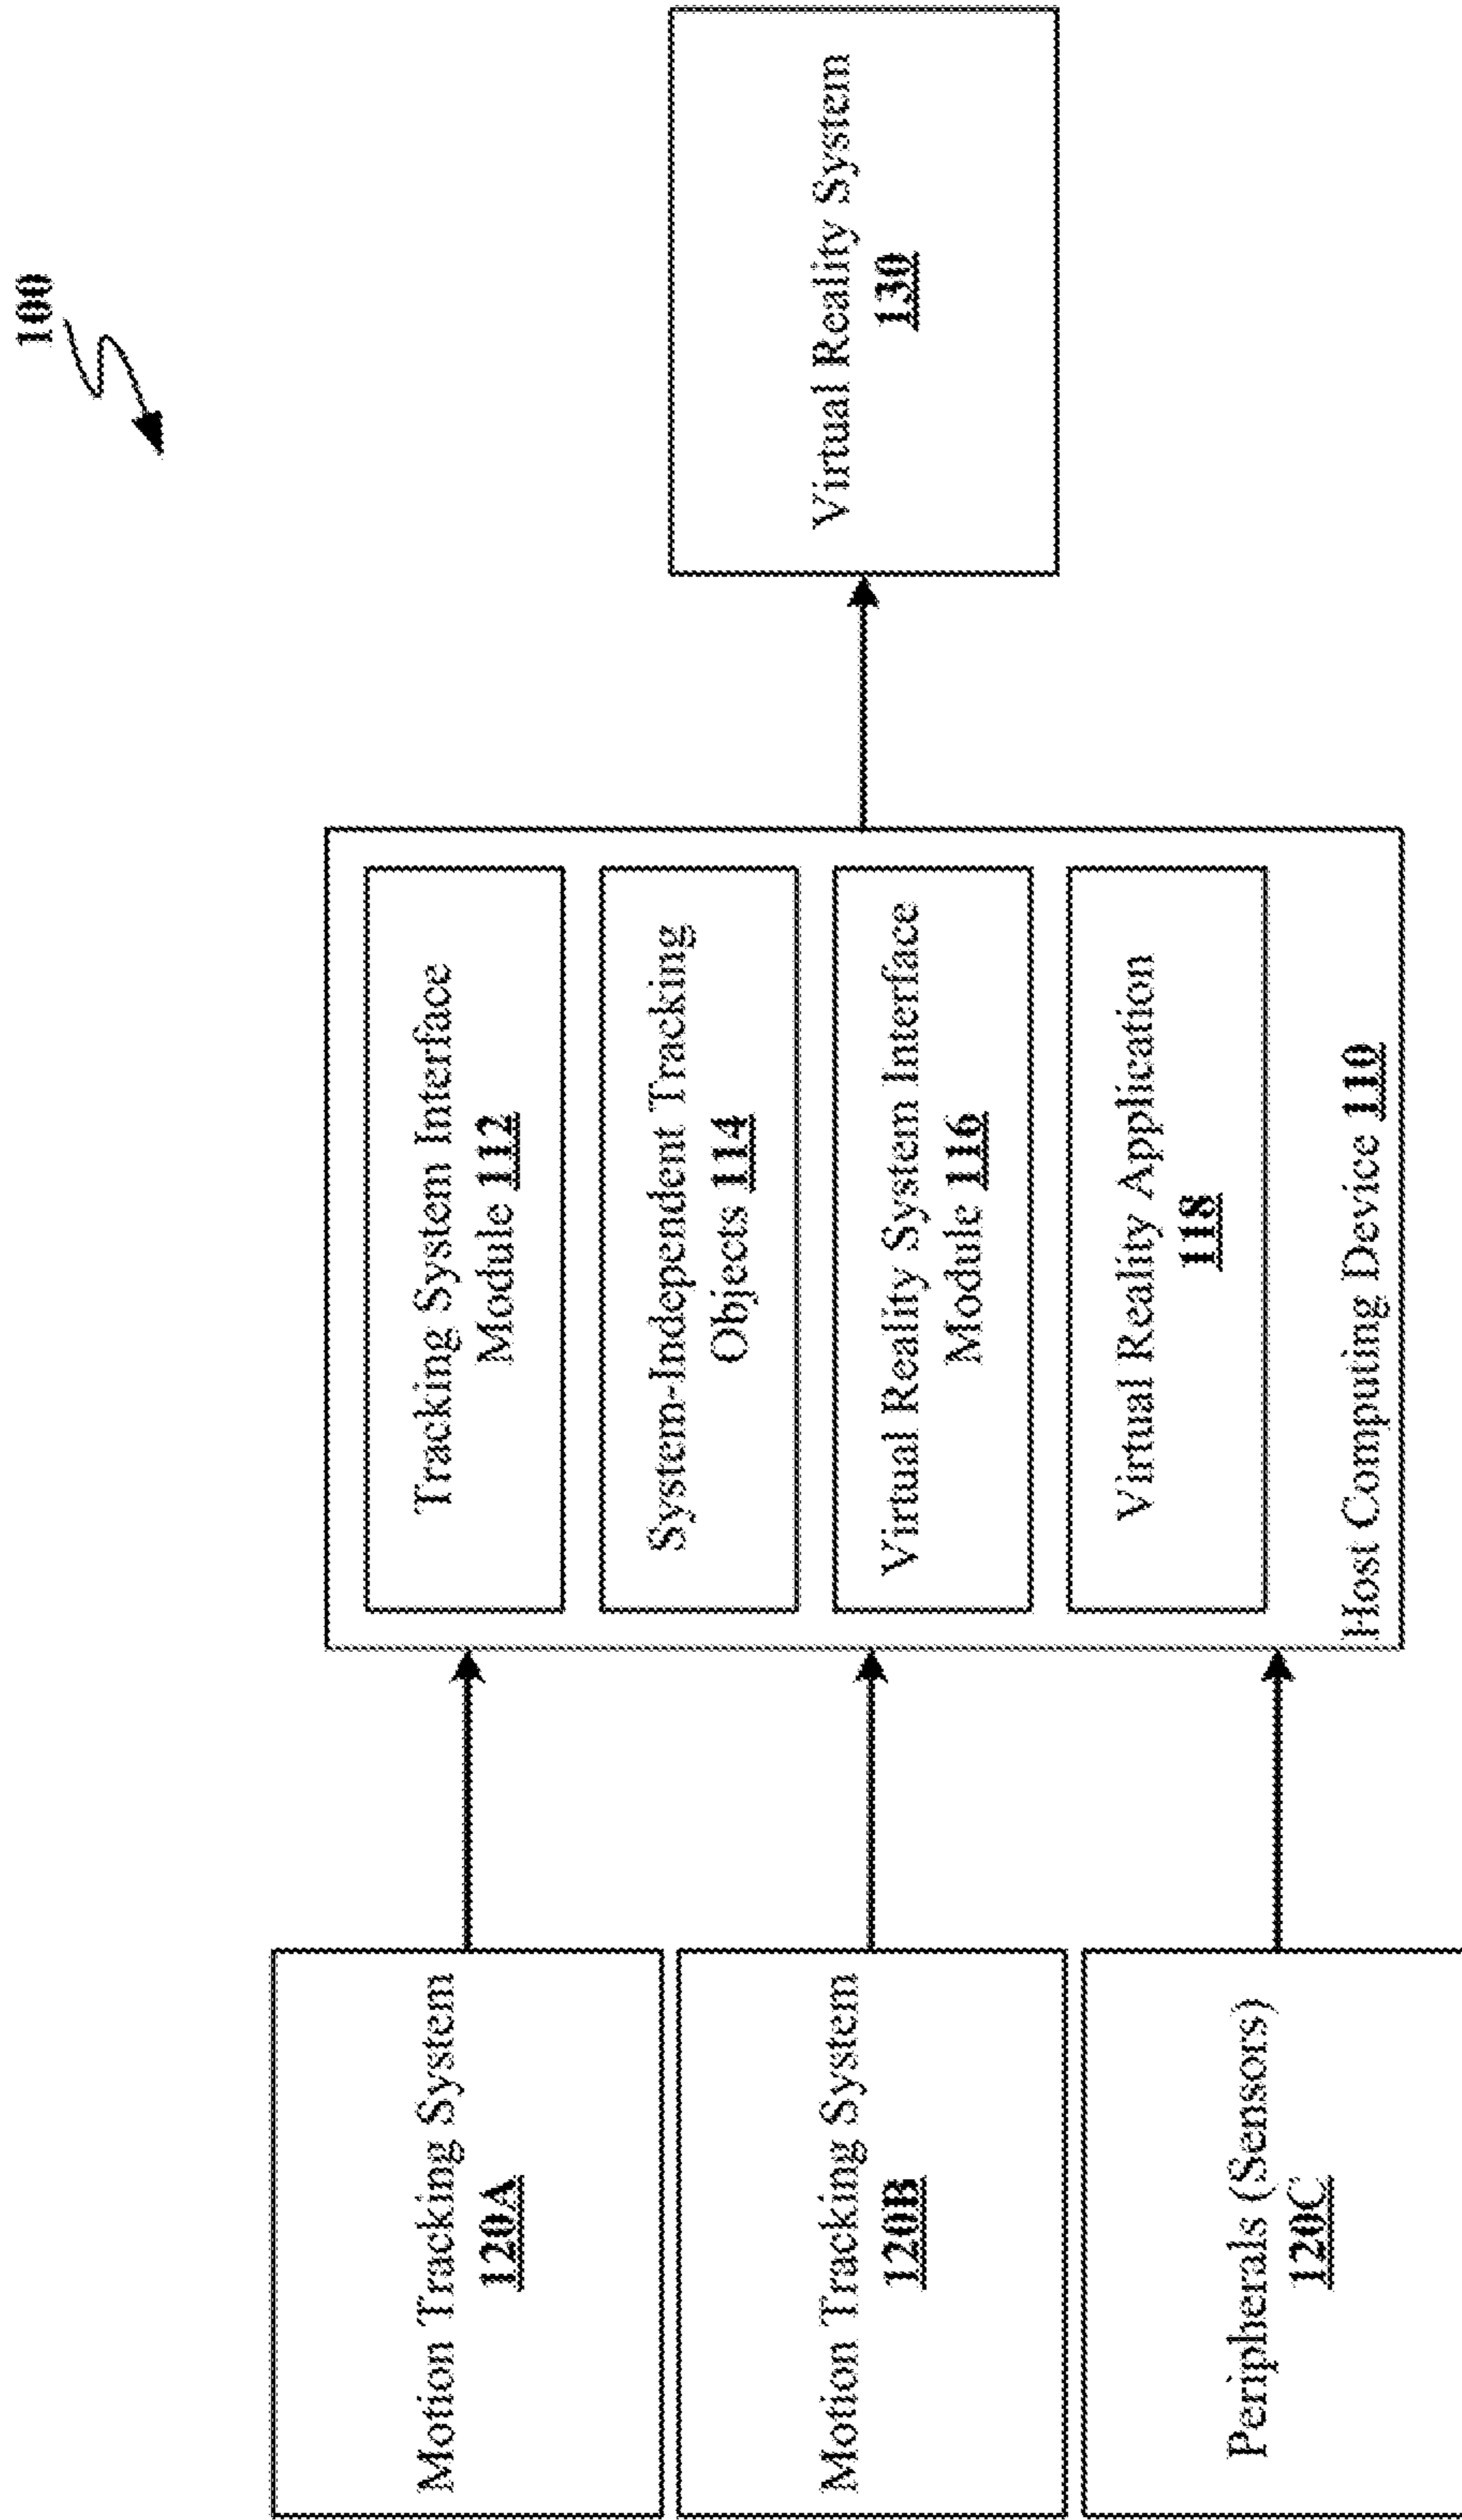 100
Motion Tracking System
120A
Motion Tracking System
120B
Peripherals (Sensors)
120C
Tracking System Interface
Module 112
System-Independent Tracking
Objects 114
Virtual Reality System Interface
Module 116
Virtual Reality Application
118
Host Computing Device 110
Virtual Reality System
130